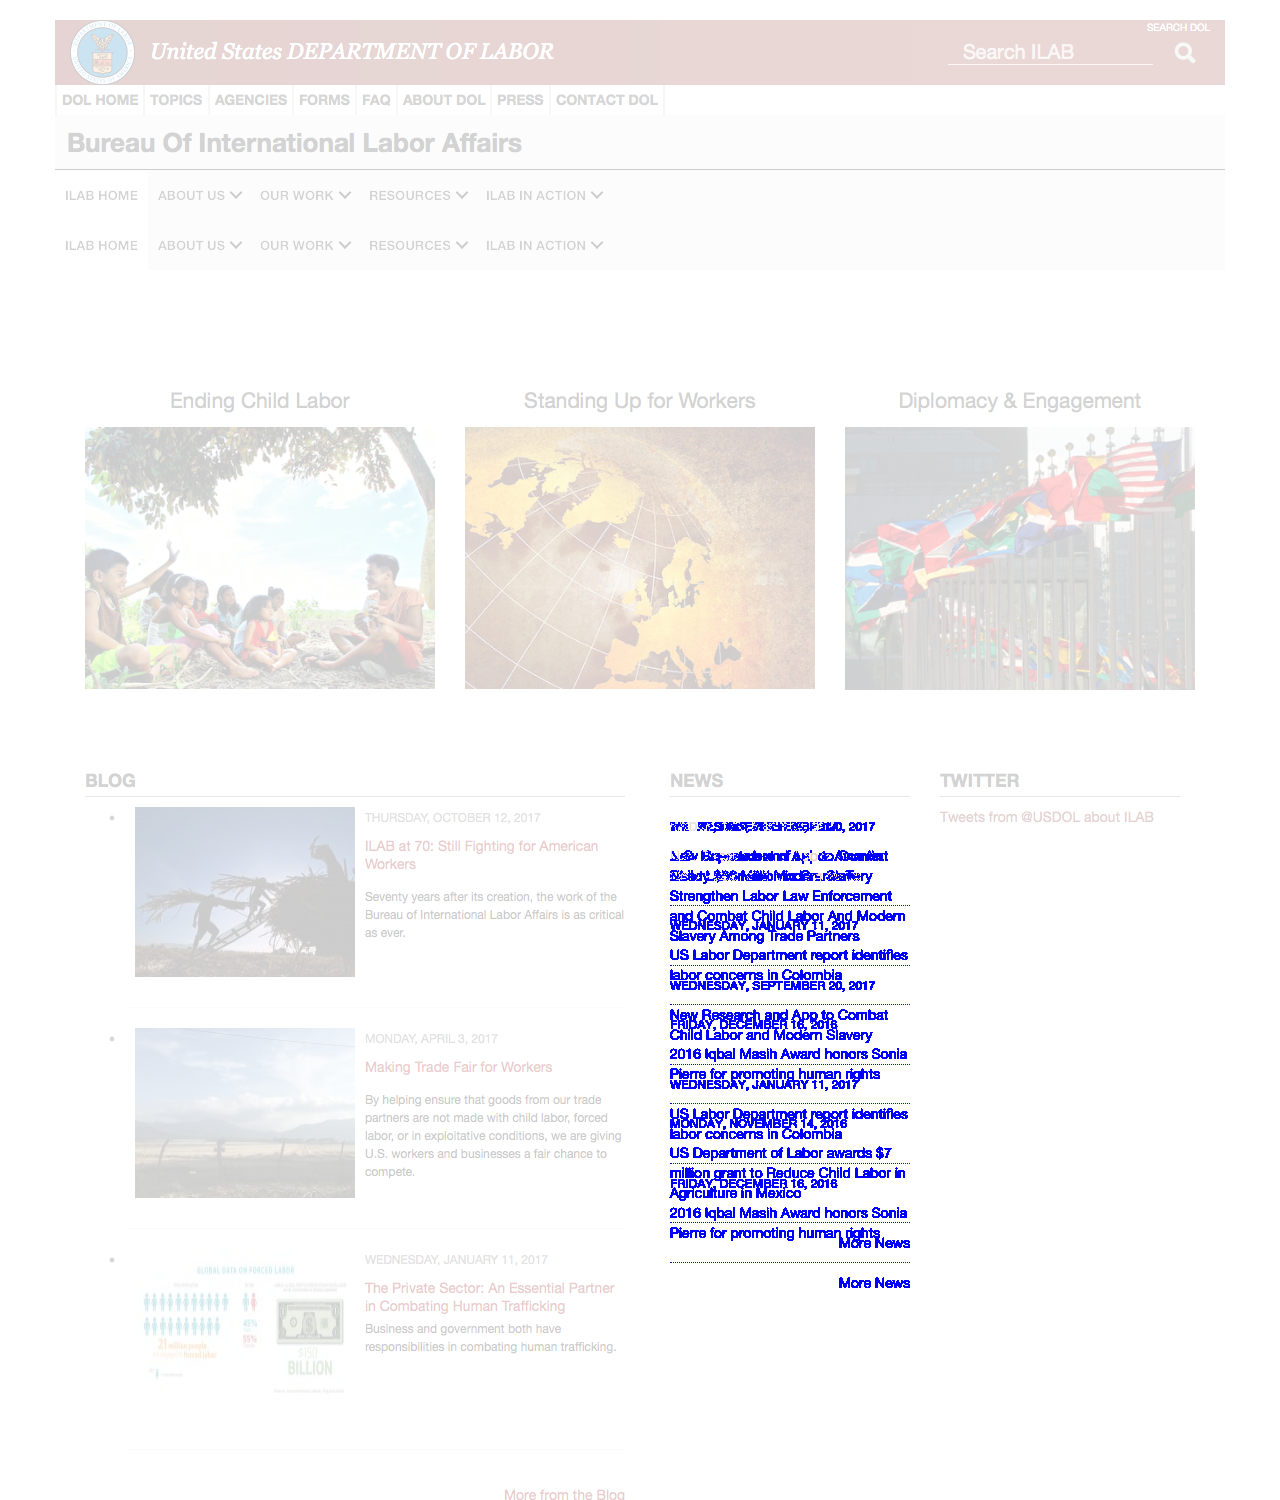 SEARCH DOL
United States DEPARTMENT OF LABOR
Search ILAB
DOL HOME TOPICS AGENCIES FORMS FAQ ABOUT DOL PRESS CONTACT DOL
Bureau Of International Labor Affairs
ILAB HOME ABOUT US OUR WORK RESOURCES ILAB IN ACTION
ILAB HOME ABOUT US OUR WORK RESOURCES ILAB IN ACTION
Ending Child Labor
Standing Up for Workers
Diplomacy & Engagement
BLOG
THURSDAY, OCTOBER 12, 2017
ILAB at 70: Still Fighting for American
Workers
Seventy years after its creation, the work of the
Bureau of International Labor Affairs is as critical
as ever.
MONDAY, APRIL 3, 2017
Making Trade Fair for Workers
By helping ensure that goods from our trade
partners are not made with child labor, forced
labor, or in exploitative conditions, we are giving
U.S. workers and businesses a fair chance to
compete.
GLOBAL DATA ON FORCED LABOR
21 million people
$150
BILLION
WEDNESDAY, JANUARY 11, 2017
The Private Sector: An Essential Partner
in Combating Human Trafficking
Business and government both have
responsibilities in combating human trafficking.
More from the Blog
NEWS
2017
Strengthen Labor Law Enforcement
and Combat Child Labor And Modern
WEDNESDAY, JANUARY 11, 2017
Slavery Among Trade Partners
US Labor Department report identifies
labor concerns in Colombia
WEDNESDAY, SEPTEMBER 20, 2017
New Research and App to Combat
FRIDAY, DECEMBER 16, 2016
Child Labor and Modern Slavery
2016 Iqbal Masih Award honors Sonia
Pierre for promoting human rights
WEDNESDAY, JANUARY 11, 2017
US Labor Department report identifies
MONDAY, NOVEMBER 14, 2016
labor concerns in Colombia
US Department of Labor awards $7
million grant to Reduce Child Labor in
FRIDAY, DECEMBER 16, 2016
Agriculture in Mexico
2016 Iqbal Masih Award honors Sonia
Pierre for promoting human rights
More News
More News
TWITTER
Tweets from @USDOL about ILAB